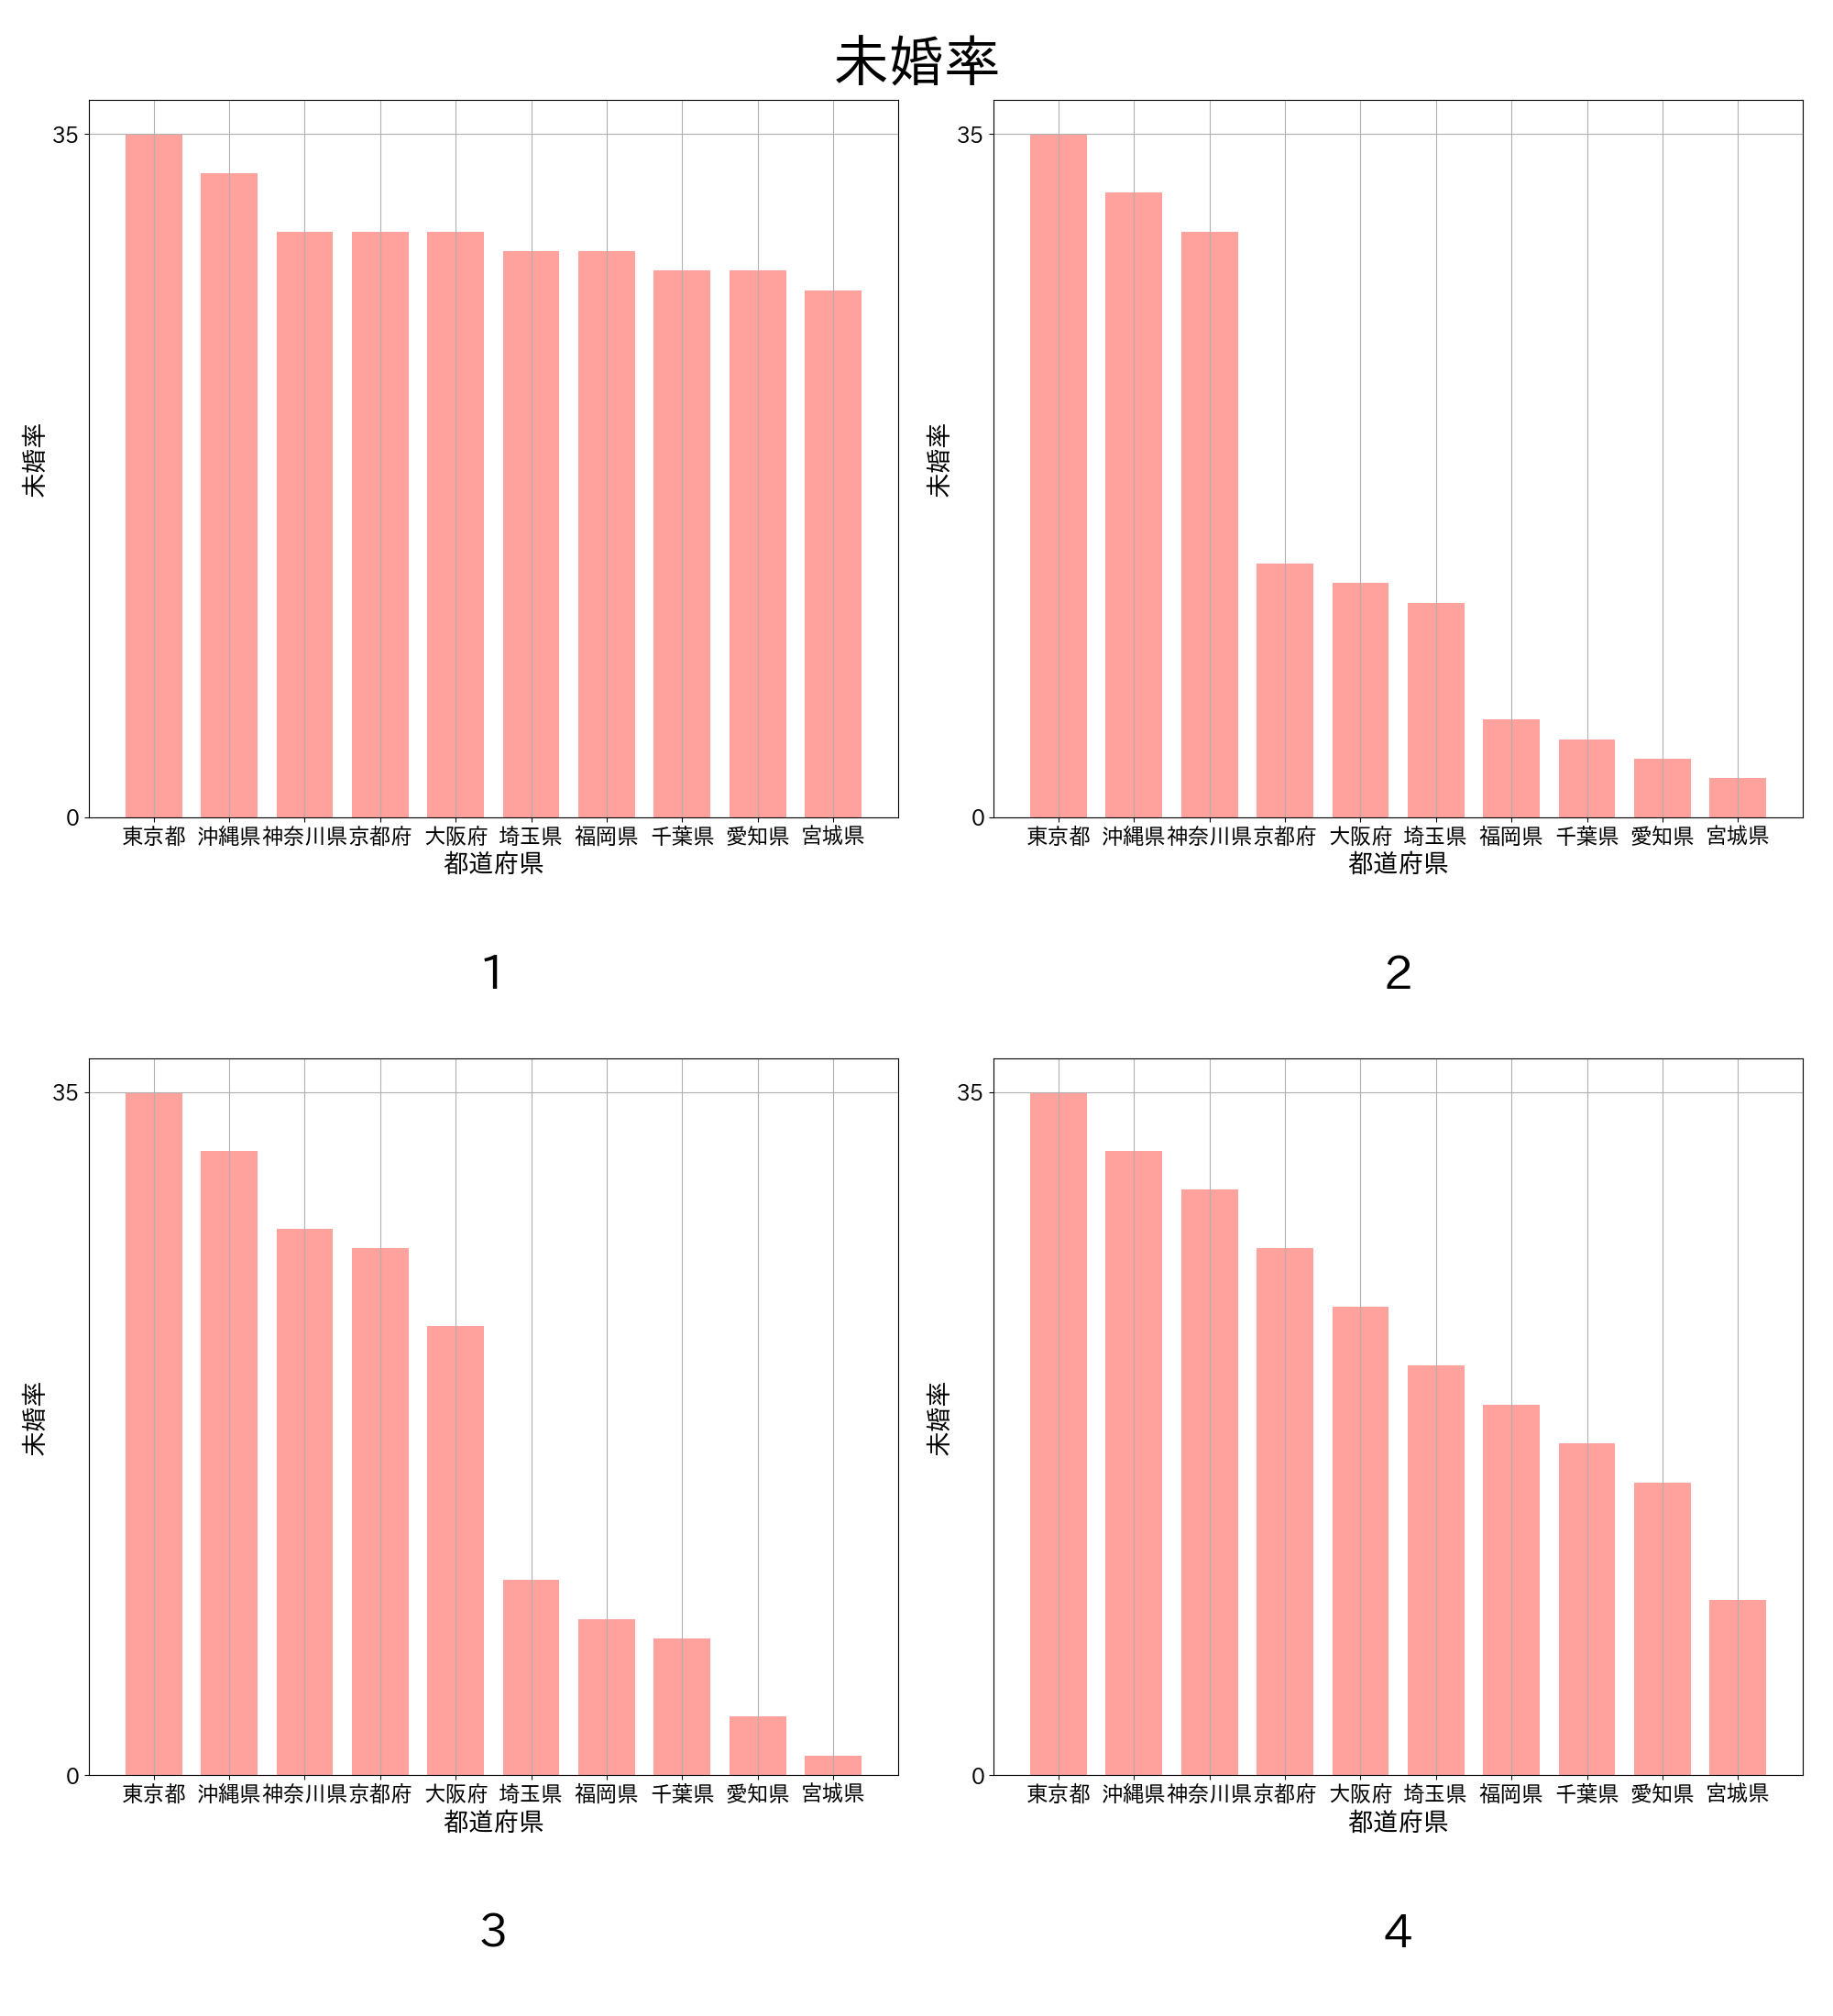 未婚率
35
0
未婚率
東京都 沖縄県 神奈川県 京都府 大阪府 埼玉県 福岡県 千葉県 愛知県 宮城県
都道府県
1
35
0
未婚率
東京都 沖縄県 神奈川県 京都府 大阪府 埼玉県 福岡県 千葉県 愛知県 宮城県
都道府県
2
35
0
未婚率
東京都 沖縄県 神奈川県 京都府 大阪府 埼玉県 福岡県 千葉県 愛知県 宮城県
都道府県
3
35
0
未婚率
東京都 沖縄県 神奈川県 京都府 大阪府 埼玉県 福岡県 千葉県 愛知県 宮城県
都道府県
4